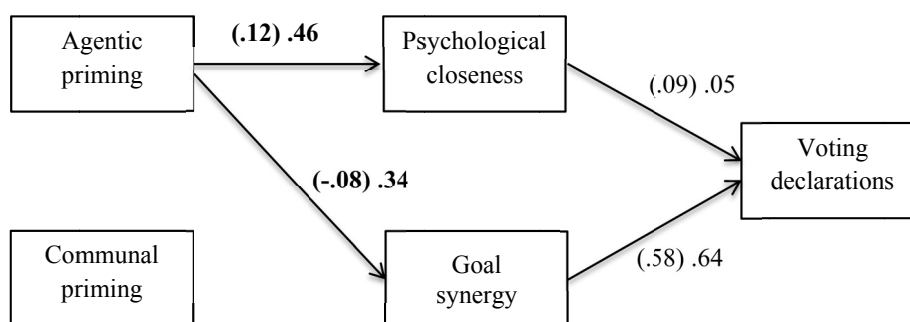 Agentic
priming
(.12) .46
Psychological
closeness
(.09) .05
Voting
declarations
(-.08) .34
Communal
priming
Goal
synergy
(.58) .64